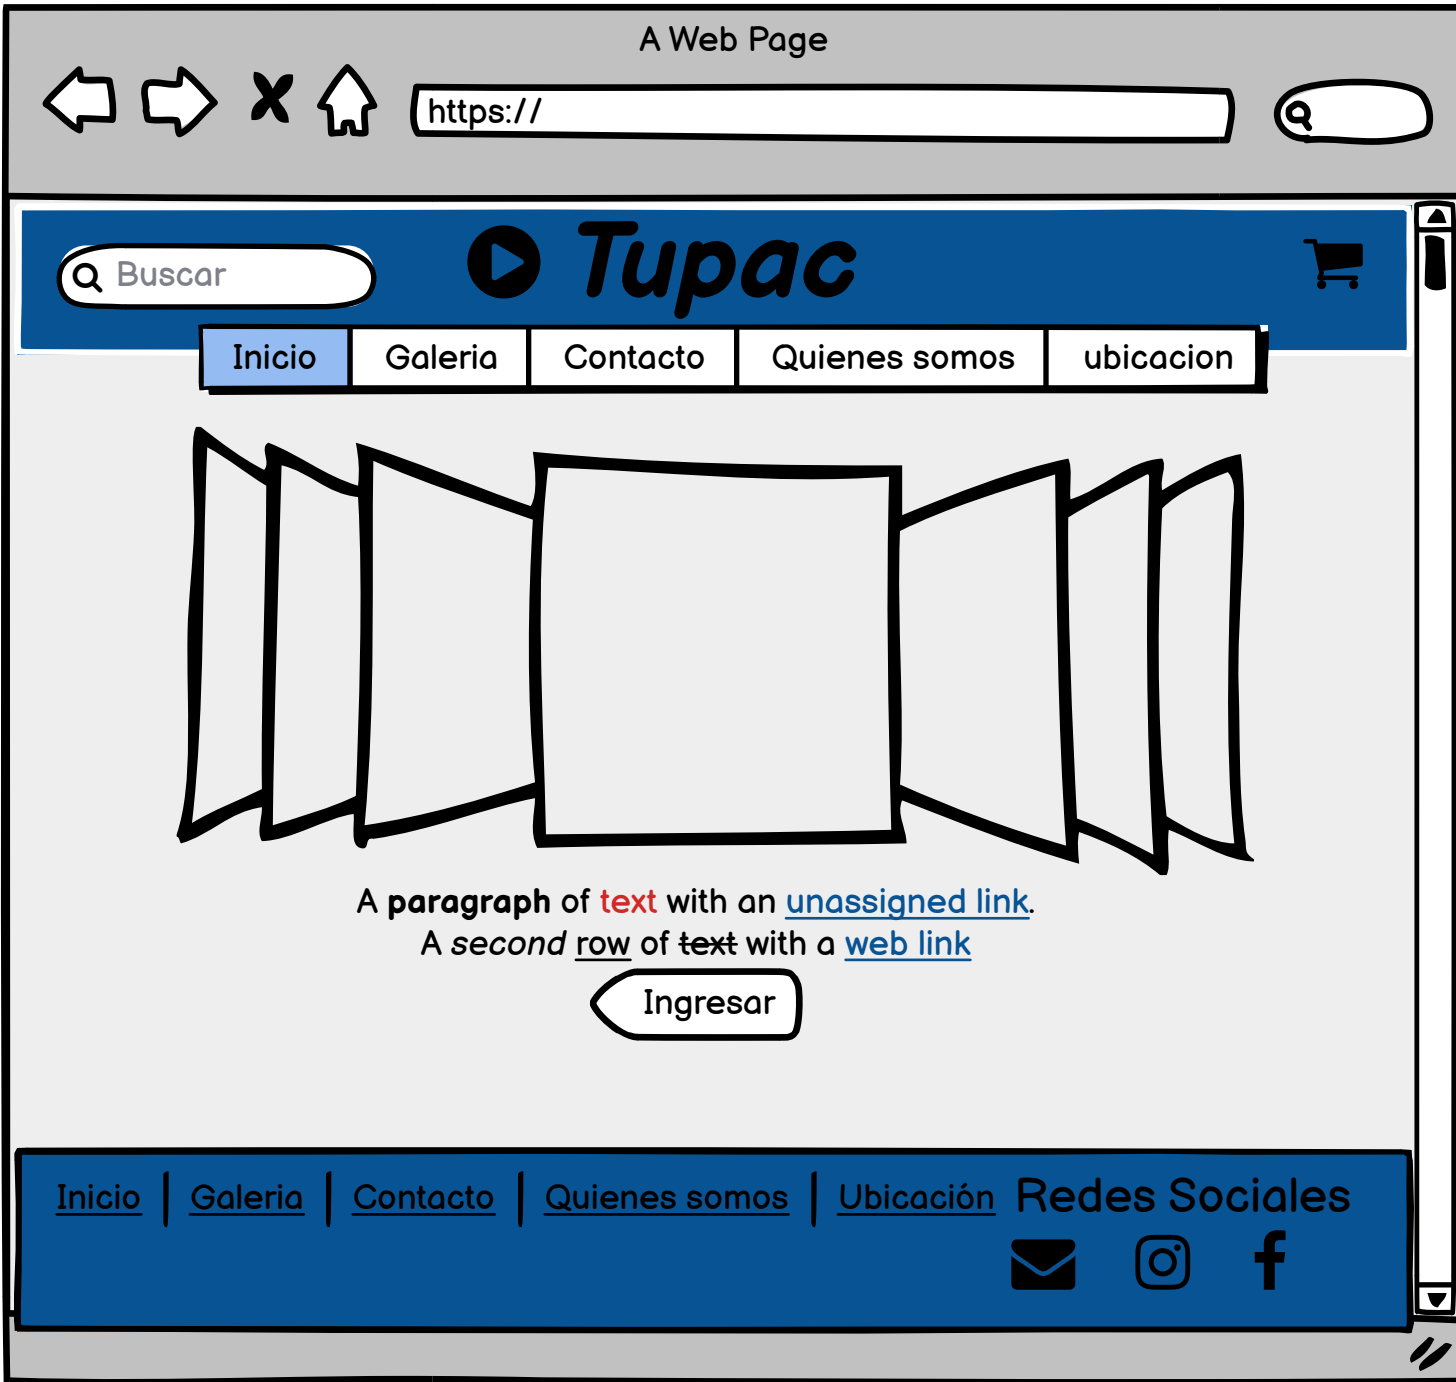 A Web Page
https://
Buscar
Tupac
Inicio Galeria Contacto Quienes somos ubicacion
A paragraph of text with an unassigned link.
A second row of text with a web link
Ingresar
Inicio Galeria Contacto Quienes somos Ubicación Redes Sociales